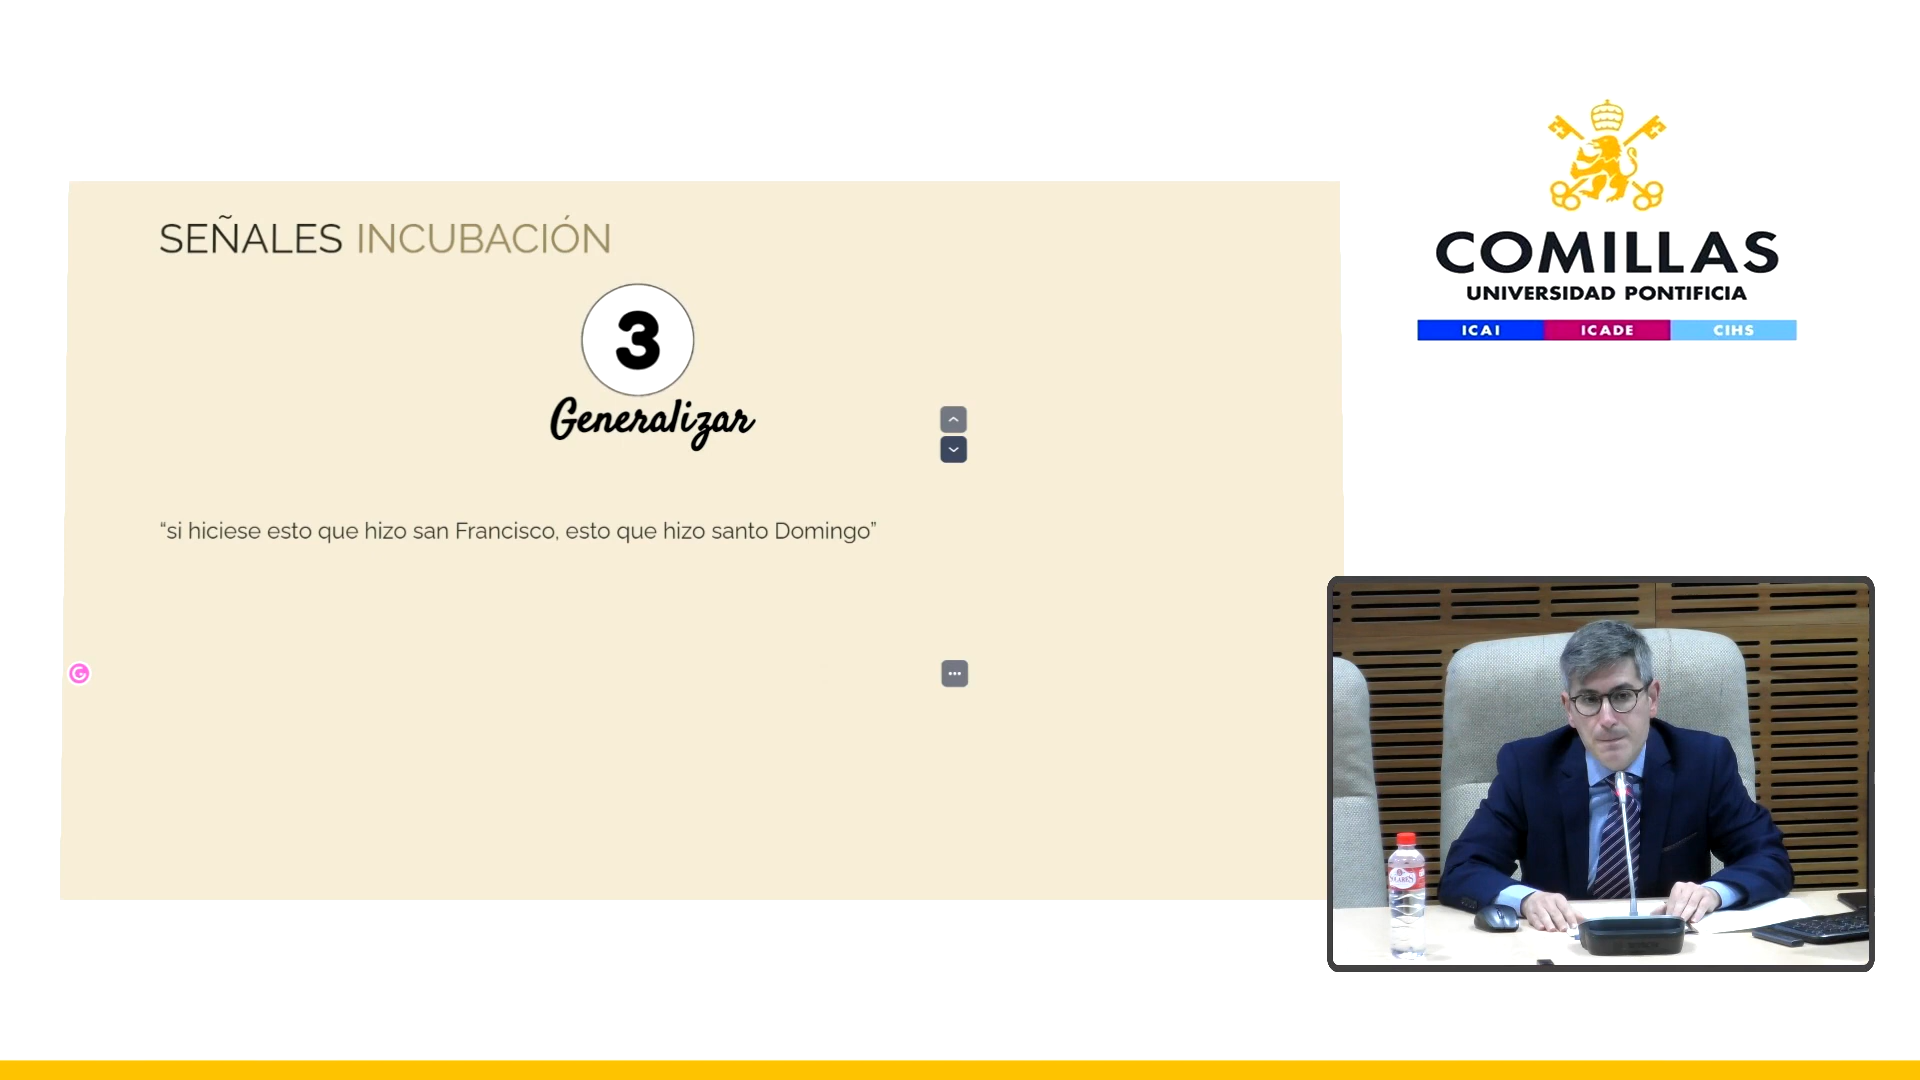 SEÑALES INCUBACIÓN
3
Generalizar
“si hiciese esto que hizo san Francisco, esto que hizo santo Domingo”
COMILLAS
UNIVERSIDAD PONTIFICIA
ICAI ICADE CIHS